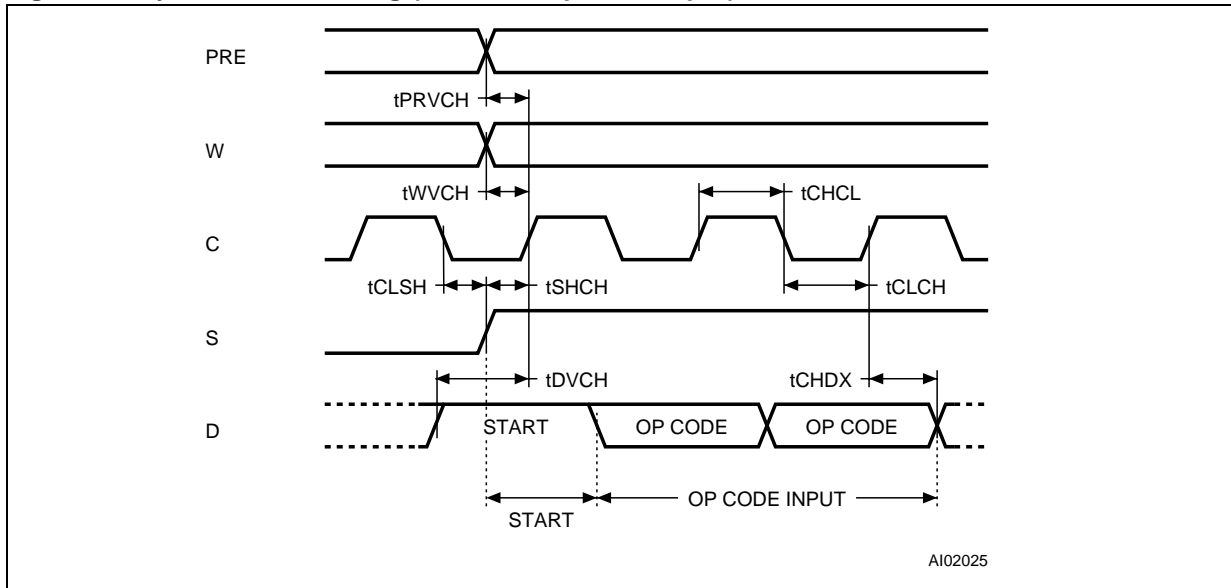 PRE
tPRVCH
W
tWVCH
tCHCL
C
tCLSH
tSHCH
tCLCH
S
tDVCH
tCHDX
D
START
OP CODE
OP CODE
OP CODE INPUT
START
AI02025